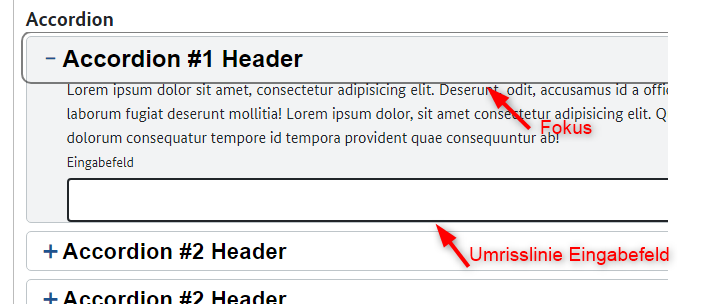 Accordion
− Accordion #1 Header
Lorem ipsum dolor sit amet, consectetur adipisicing elit. Deserunt, odit, accusamus id a offic
laborum fugiat deserunt mollitia! Lorem ipsum dolor, sit amet consectetur adipisicing elit. Q
Fokus
dolorum consequatur tempore id tempora provident quae consequuntur ab!
Eingabefeld
Umrisslinie Eingabefeld
+ Accordion #2 Header
+ Accordion #2 Header